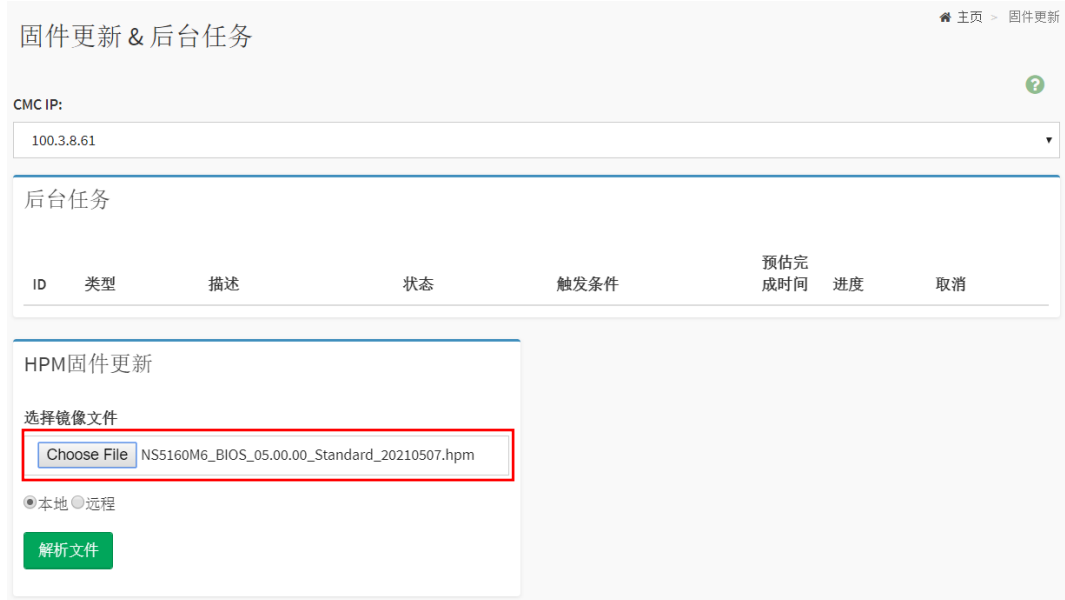 主页 > 固件更新
固件更新 & 后台任务
CMC IP:
100.3.8.61
后台任务
ID 类型 描述 状态 触发条件 预估完成时间 进度 取消
HPM固件更新
选择镜像文件
Choose File NS5160M6_BIOS_05.00.00_Standard_20210507.hpm
本地 远程
解析文件